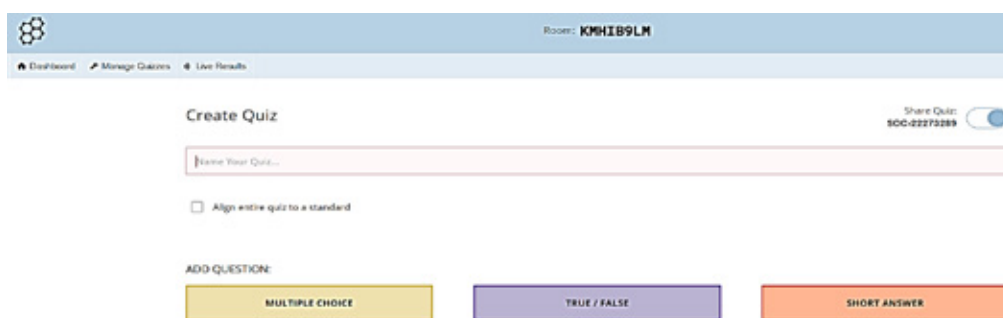 Room: KMHIB9LM
Dashboard Manage Quizzes Live Results
Create Quiz
Share Quiz:
SOC-22273289
Name Your Quiz...
Align entire quiz to a standard
ADD QUESTION:
MULTIPLE CHOICE TRUE / FALSE SHORT ANSWER